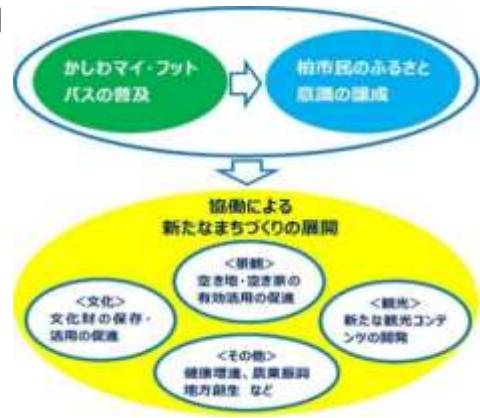 かしわマイ・フット
パスの普及
柏市民のふるさと
意識の醸成
協働による
新たなまちづくりの展開
<景観>
空き地・空き家の
有効活用の促進
<文化>
文化財の保存・
活用の促進
<観光>
新たな観光コンテ
ンツの開発
<その他>
健康増進、農業振興
地方創生 など